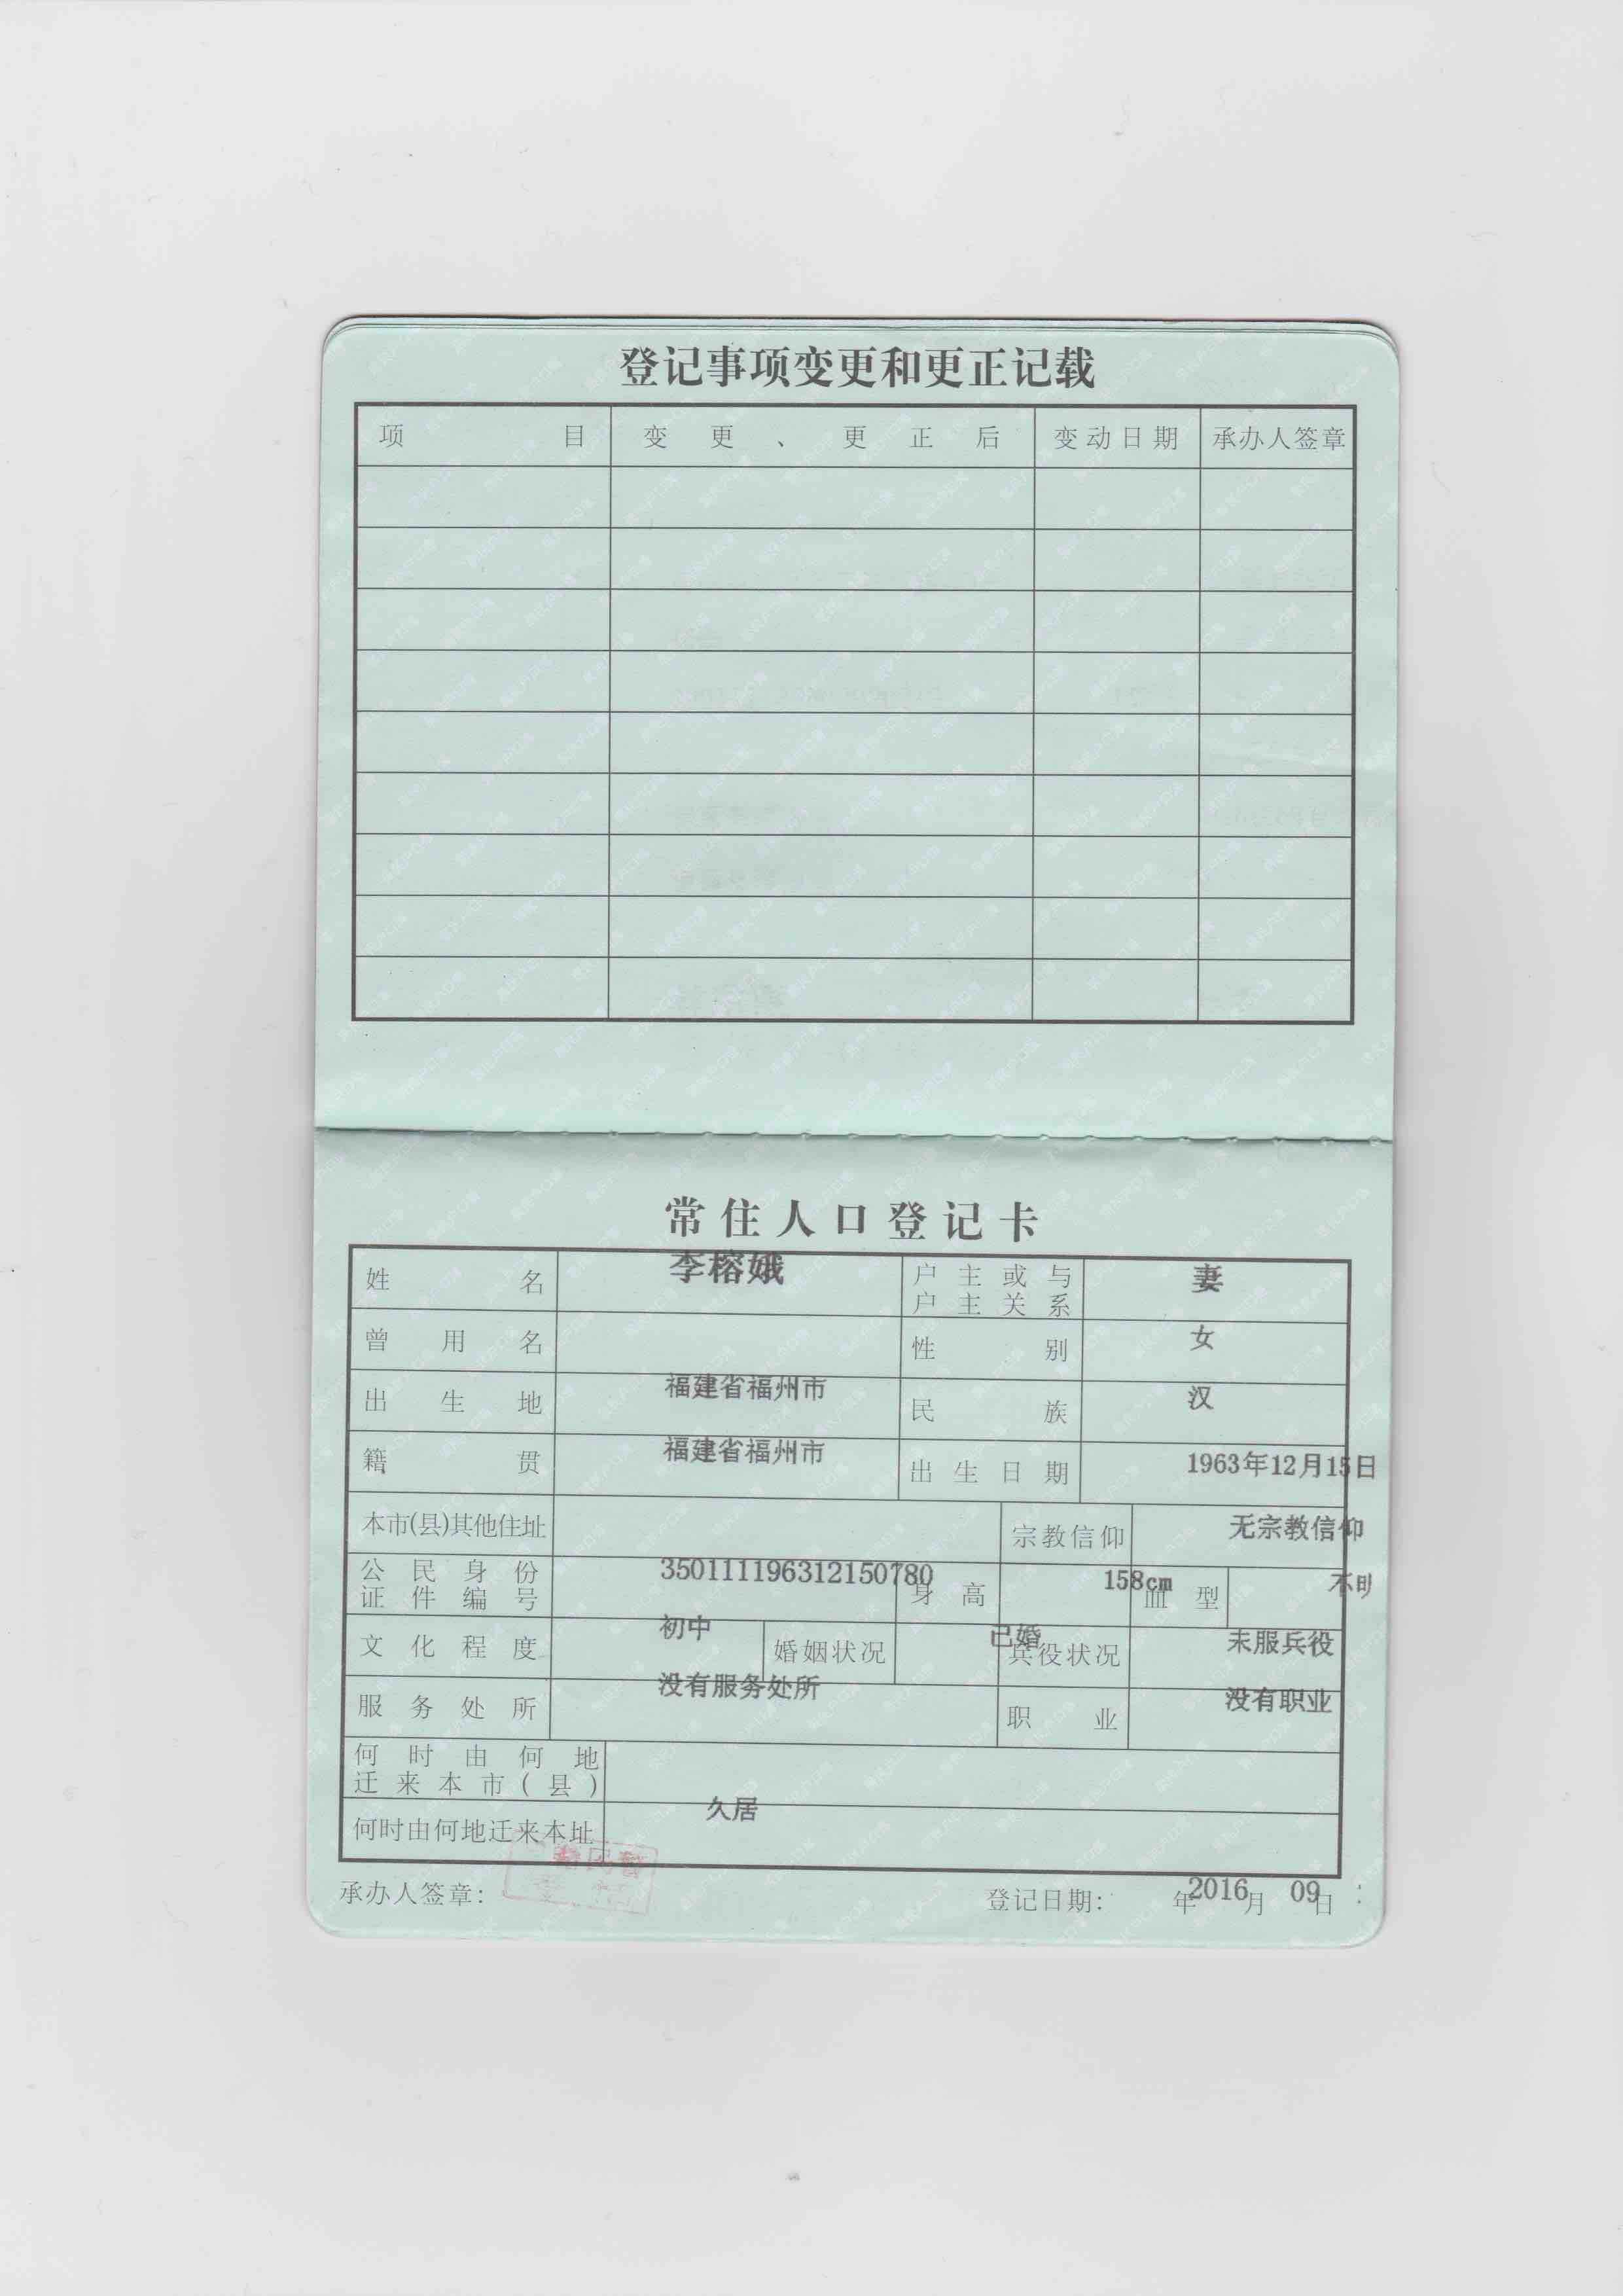 登记事项变更和更正记载
项目 变更、更正后 变动日期 承办人签章
常住人口登记卡
姓名 李榕娥 户主或与户主关系 妻
曾用名 性别 女
出生地 福建省福州市 民族 汉
籍贯 福建省福州市 出生日期 1963年12月15日
本市(县)其他住址 宗教信仰 无宗教信仰
公民身份证件编号 350111196312150780 身高 158cm 血型 不明
文化程度 初中 婚姻状况 已婚 兵役状况 未服兵役
服务处所 没有服务处所 职业 没有职业
何时由何地迁来本市(县)
何时由何地迁来本址 久居
承办人签章: 登记日期: 年2016月 09日